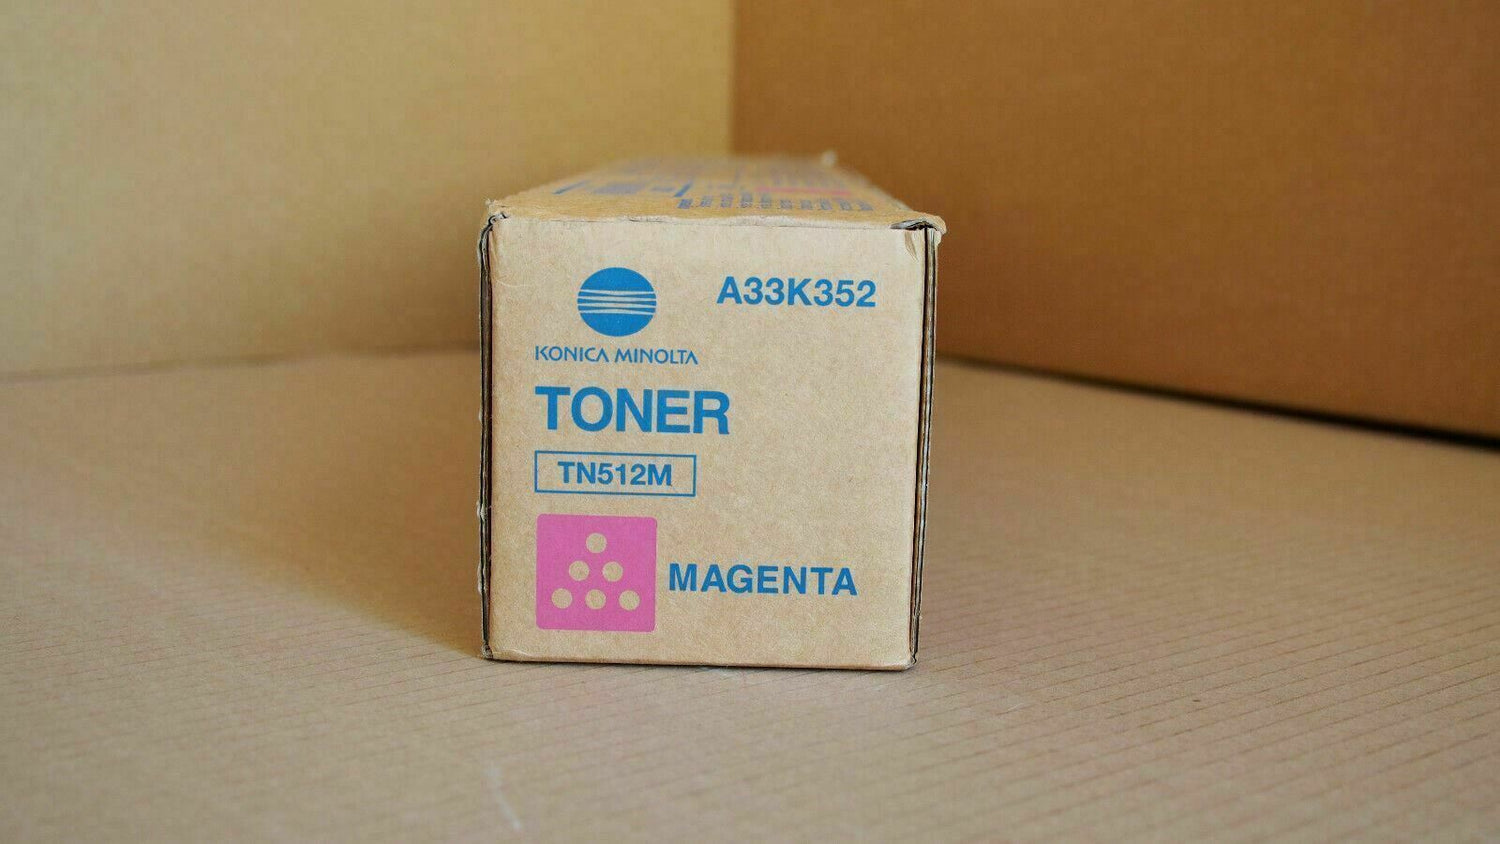 A33K352
KONICA MINOLTA
TONER
TN512M
MAGENTA